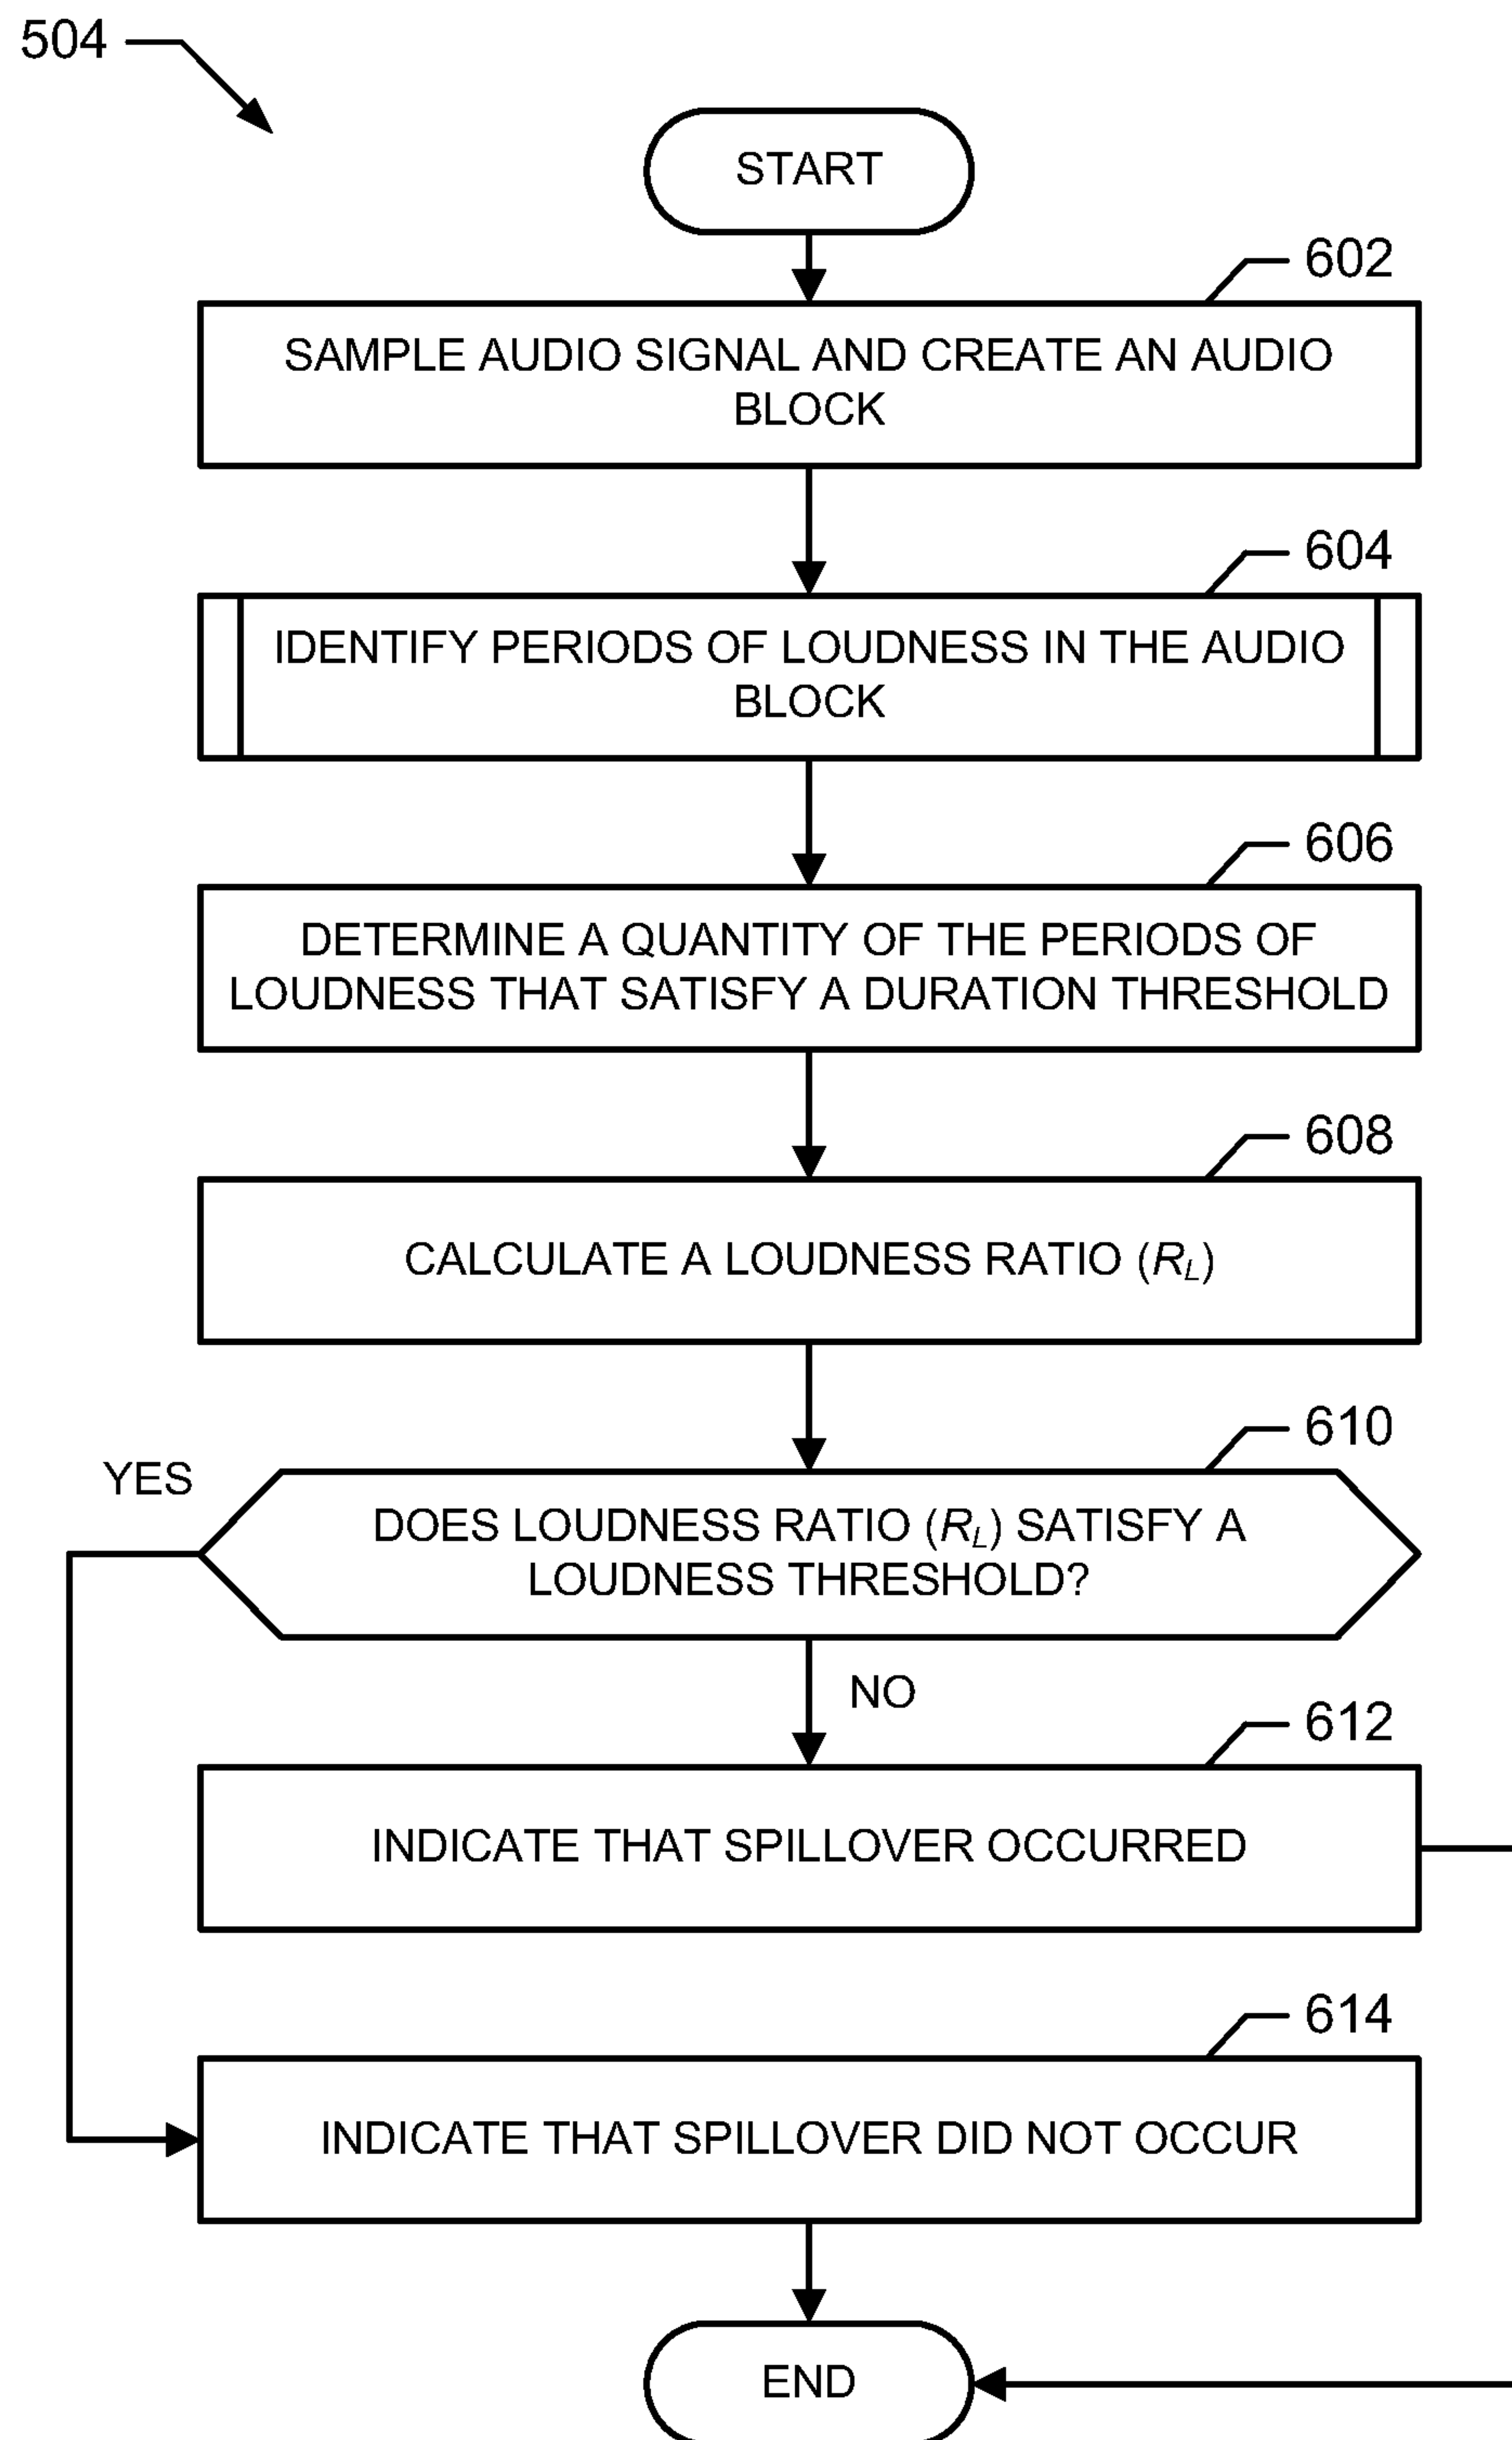 504
START
602
SAMPLE AUDIO SIGNAL AND CREATE AN AUDIO
BLOCK
604
IDENTIFY PERIODS OF LOUDNESS IN THE AUDIO
BLOCK
606
DETERMINE A QUANTITY OF THE PERIODS OF
LOUDNESS THAT SATISFY A DURATION THRESHOLD
608
CALCULATE A LOUDNESS RATIO (R_L)
610
YES
DOES LOUDNESS RATIO (R_L) SATISFY A
LOUDNESS THRESHOLD?
NO
612
INDICATE THAT SPILLOVER OCCURRED
614
INDICATE THAT SPILLOVER DID NOT OCCUR
END